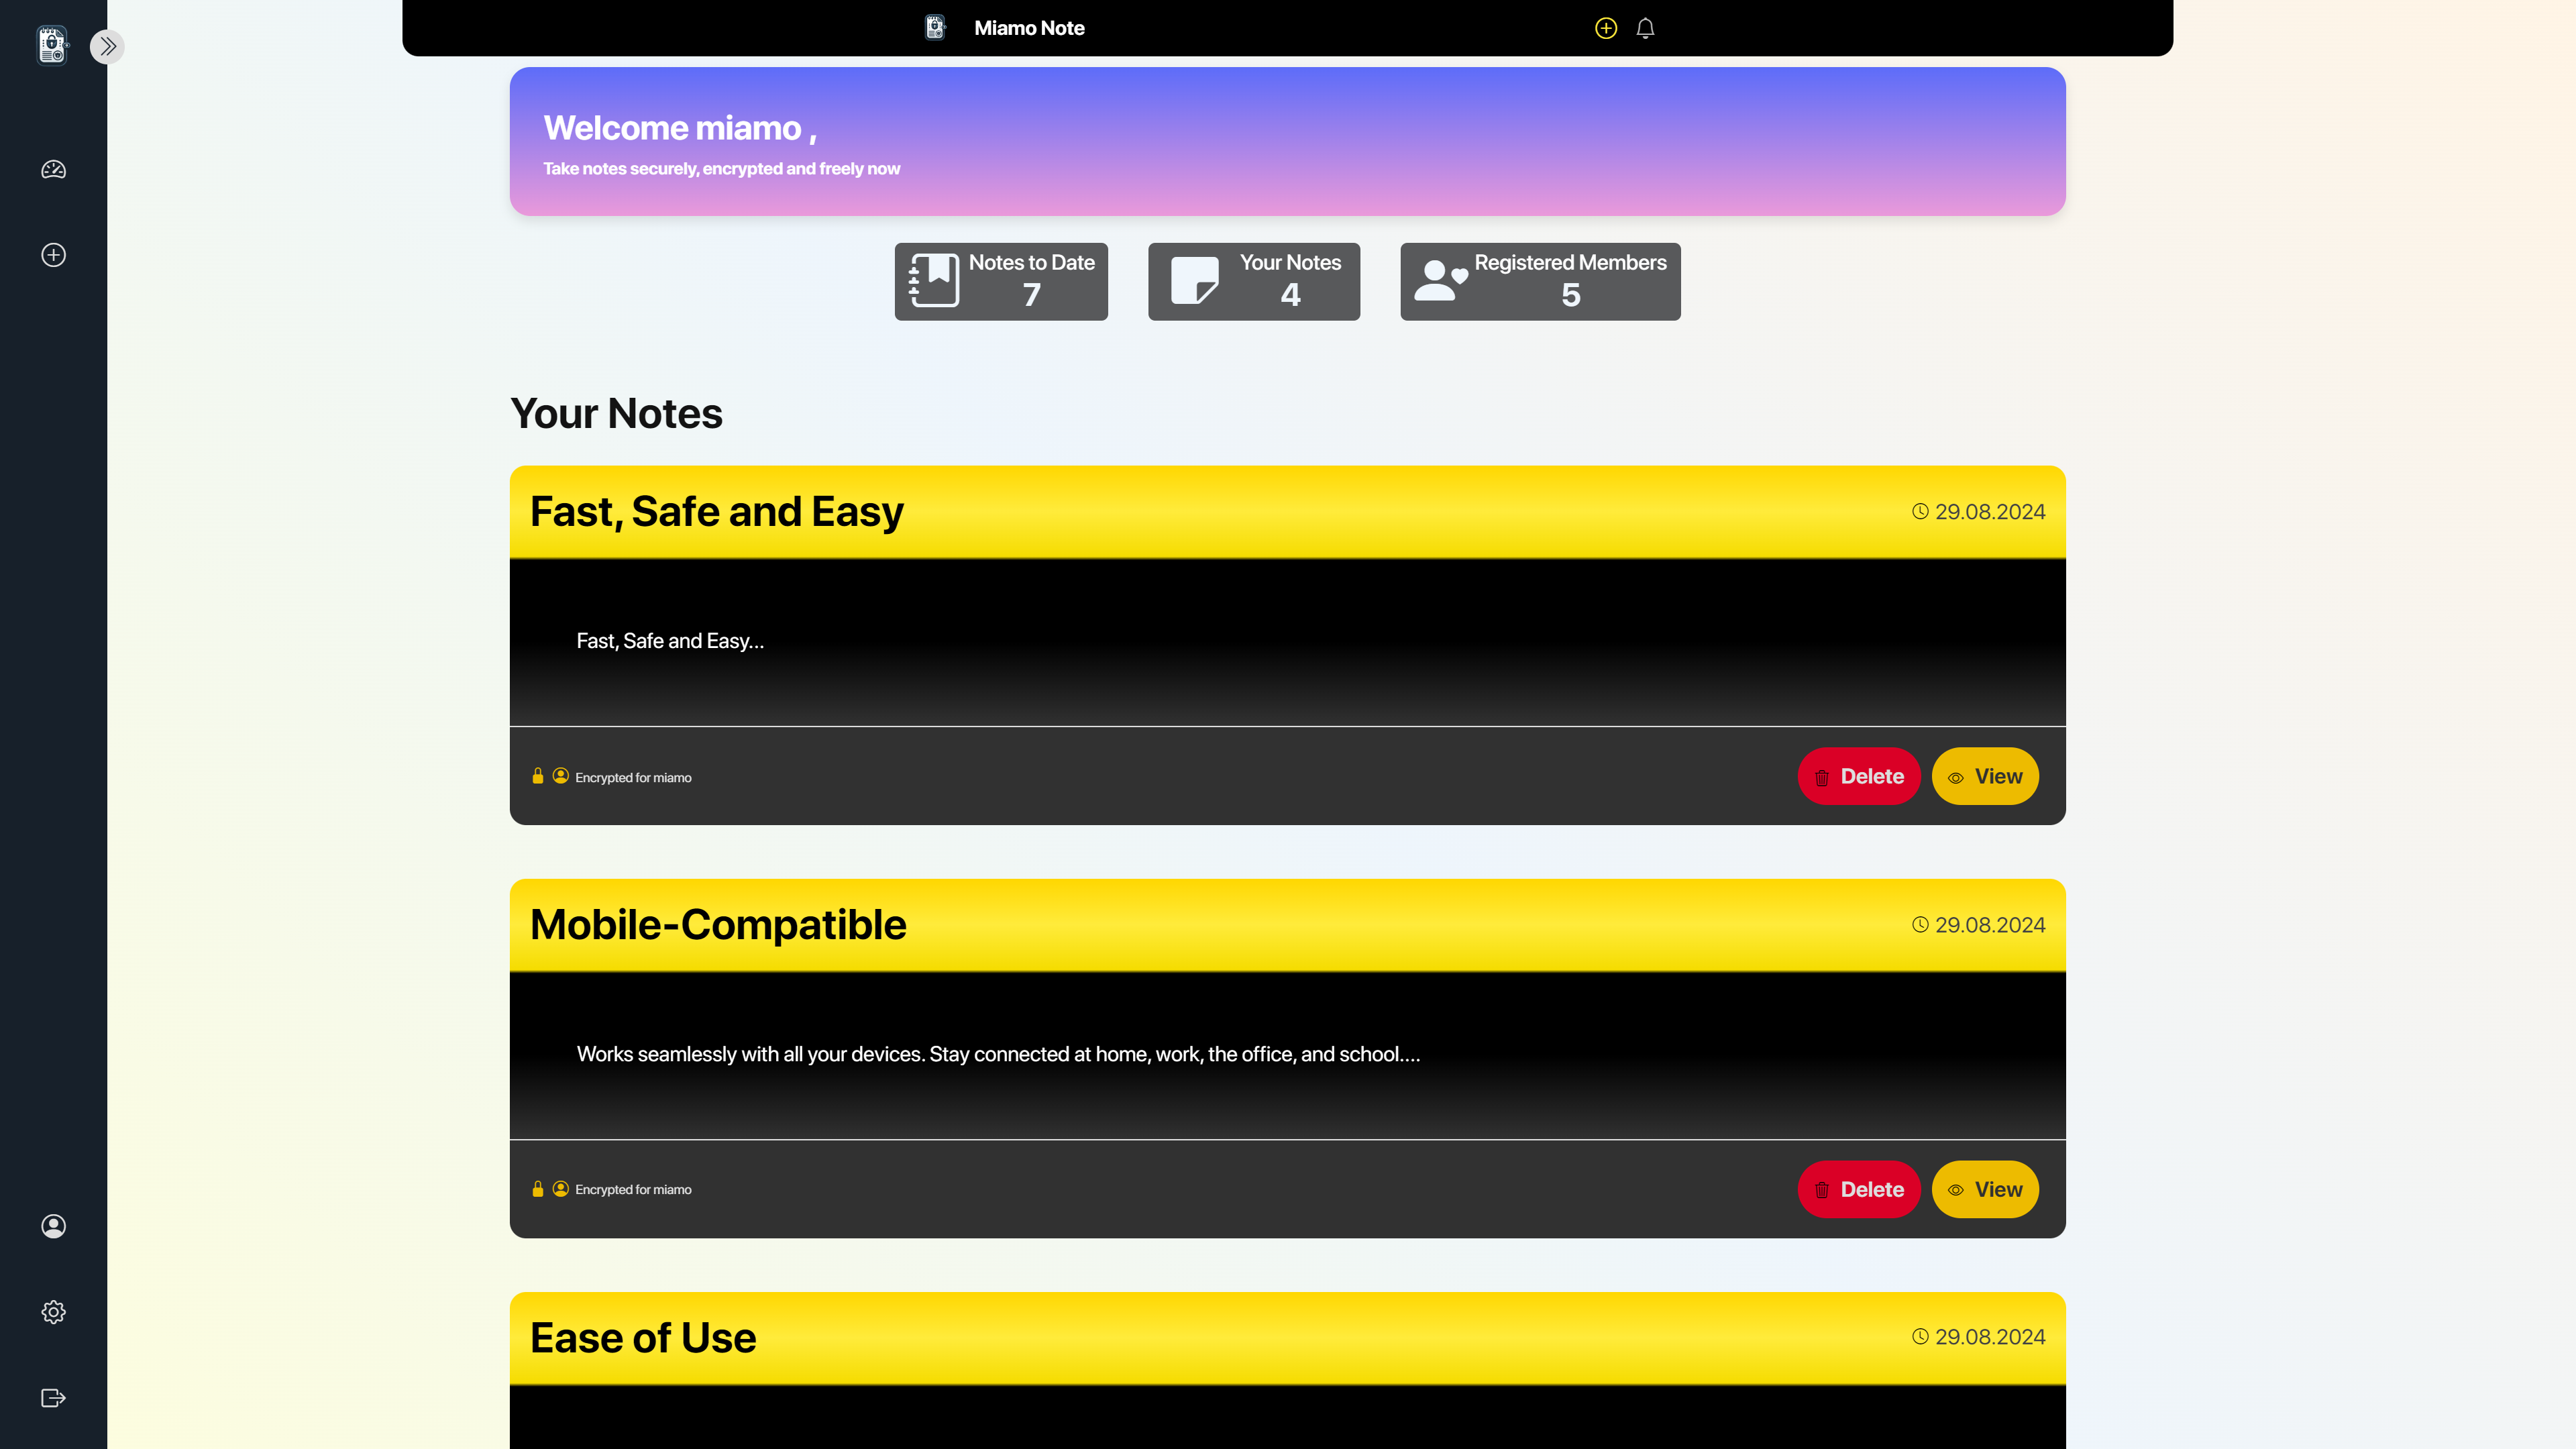 Miamo Note
Welcome miamo ,
Take notes securely, encrypted and freely now
Notes to Date
7
Your Notes
4
Registered Members
5
Your Notes
Fast, Safe and Easy
29.08.2024
Fast, Safe and Easy...
Encrypted for miamo
Delete
View
Mobile-Compatible
29.08.2024
Works seamlessly with all your devices. Stay connected at home, work, the office, and school....
Encrypted for miamo
Delete
View
Ease of Use
29.08.2024